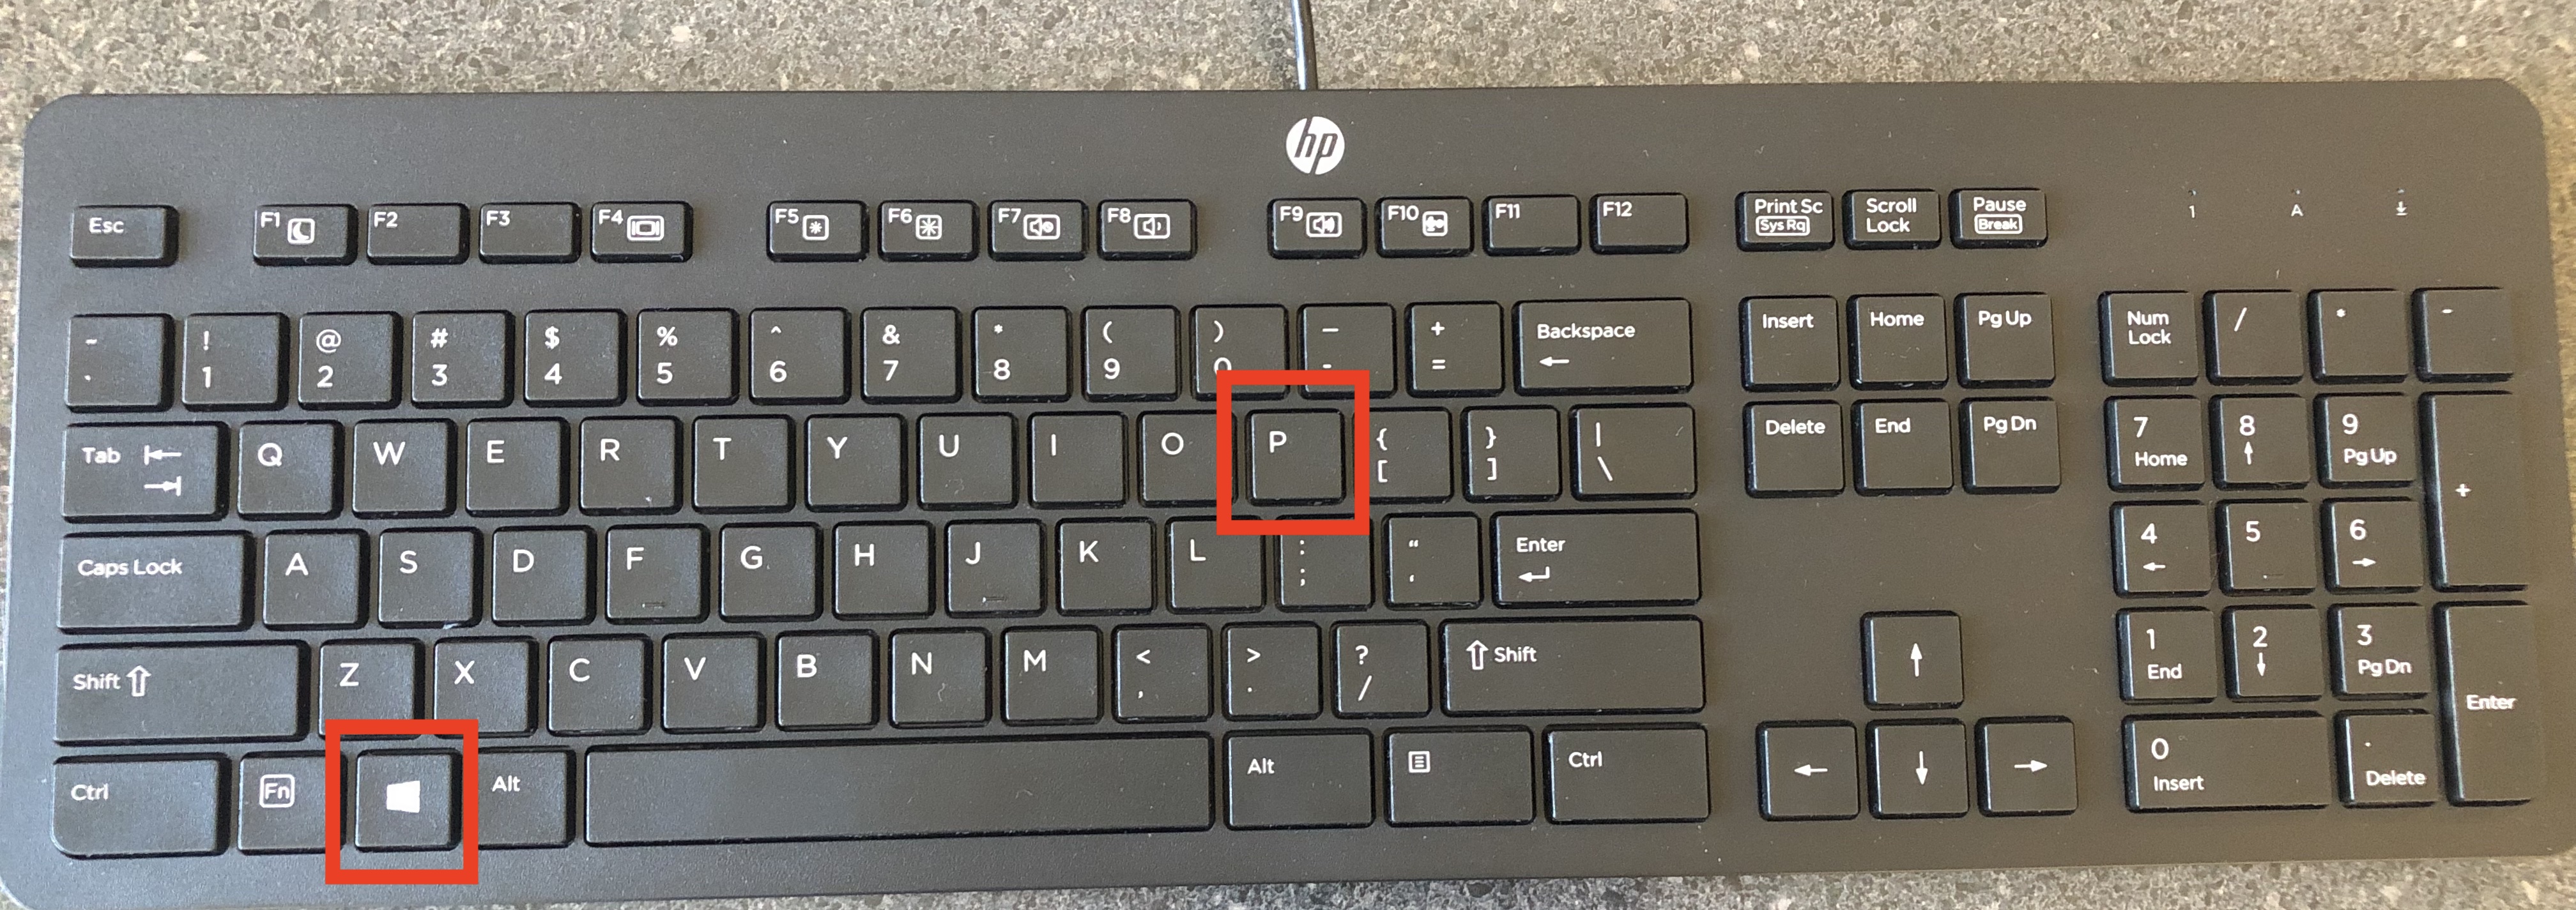 hp
Esc F1 F2 F3 F4 F5 F6 F7 F8 F9 F10 F11 F12 Print Sc Scroll Pause
Sys Rq Lock Break
1 A
~ ! @ # $ % ^ & * ( ) – + Backspace Insert Home Pg Up Num / * -
1 2 3 4 5 6 7 8 9 0 - = ← Lock
Tab Q W E R T Y U I O P { } | Delete End Pg Dn 7 8 9 +
[ ] \ Home ↑ Pg Up
Caps Lock A S D F G H J K L : “ Enter 4 5 6
; ‘ ↵ ← →
Shift ⇧ Z X C V B N M < > ? ⇧ Shift ↑ 1 2 3 Enter
, . / End ↓ Pg Dn
Ctrl Fn Alt Alt Ctrl ← ↓ → 0 .
Insert Delete